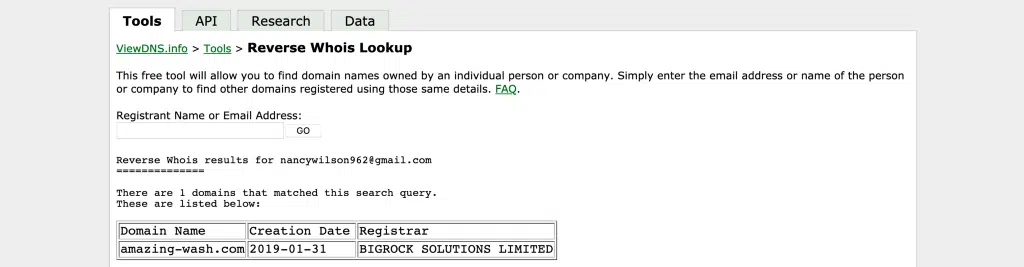 Tools API Research Data
ViewDNS.info > Tools > Reverse Whois Lookup
This free tool will allow you to find domain names owned by an individual person or company. Simply enter the email address or name of the person
or company to find other domains registered using those same details. FAQ.
Registrant Name or Email Address:
GO
Reverse Whois results for nancywilson962@gmail.com
==============
There are 1 domains that matched this search query.
These are listed below:
Domain Name Creation Date Registrar
amazing-wash.com 2019-01-31 BIGROCK SOLUTIONS LIMITED